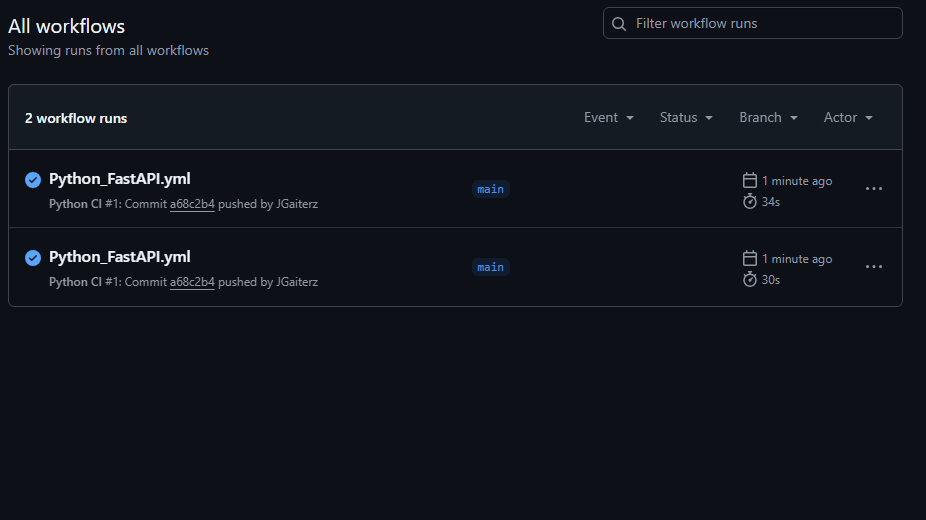 All workflows
Showing runs from all workflows
Filter workflow runs
2 workflow runs
Event
Status
Branch
Actor
Python_FastAPI.yml
Python CI #1: Commit a68c2b4 pushed by JGaiterz
main
1 minute ago
34s
Python_FastAPI.yml
Python CI #1: Commit a68c2b4 pushed by JGaiterz
main
1 minute ago
30s